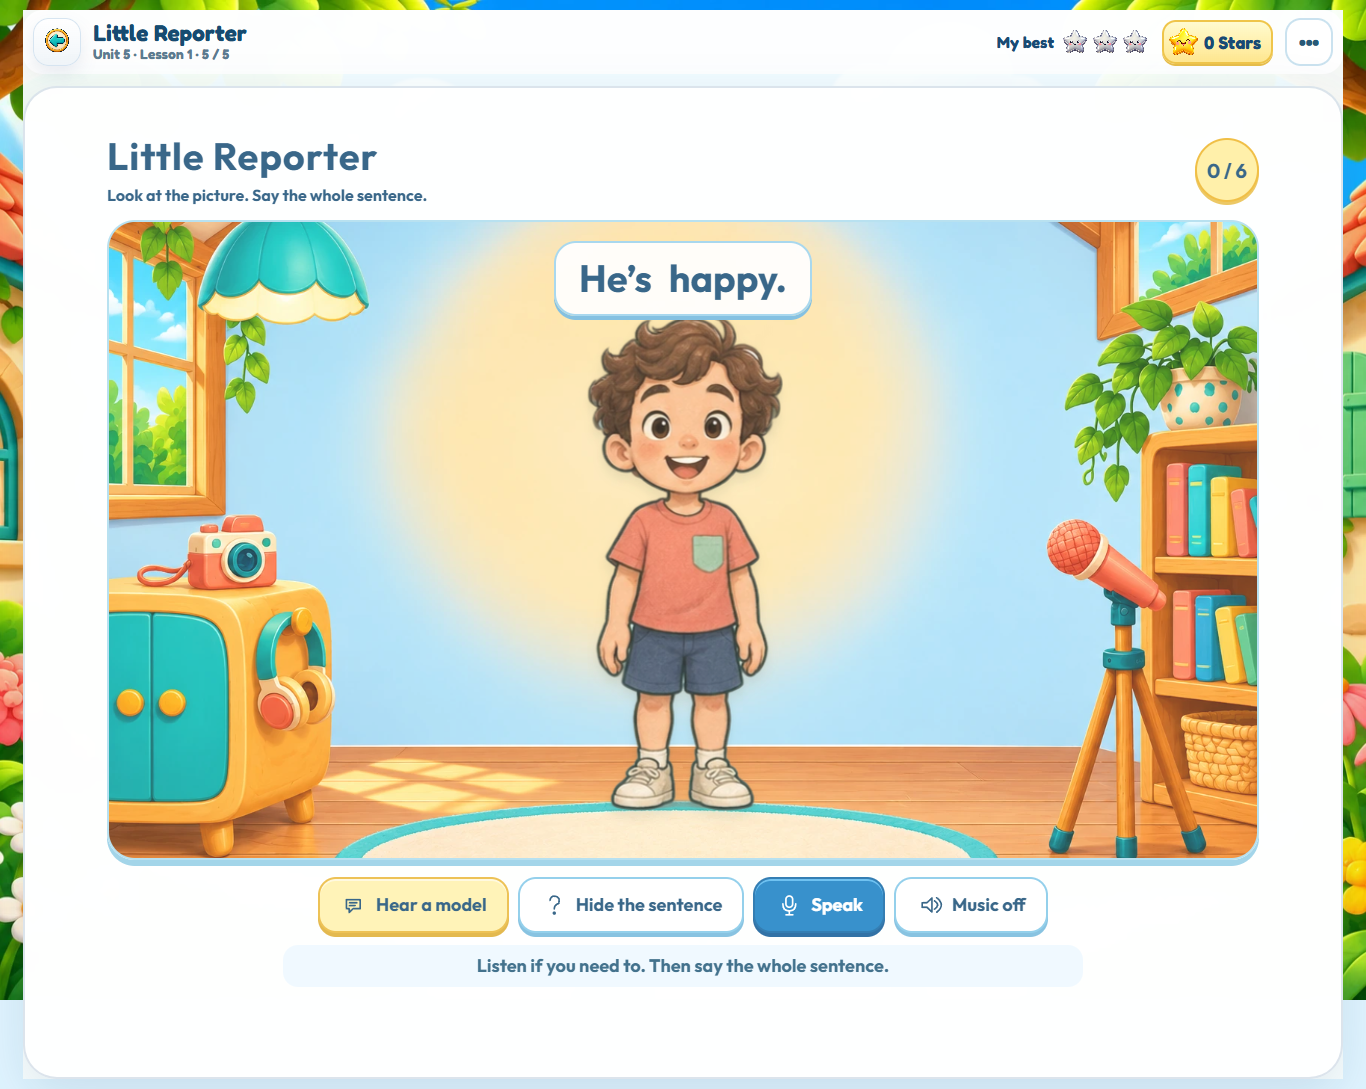 Little Reporter
Unit 5 · Lesson 1 · 5 / 5
My best
0 Stars
Little Reporter
Look at the picture. Say the whole sentence.
0 / 6
He’s happy.
Hear a model
? Hide the sentence
Speak
Music off
Listen if you need to. Then say the whole sentence.